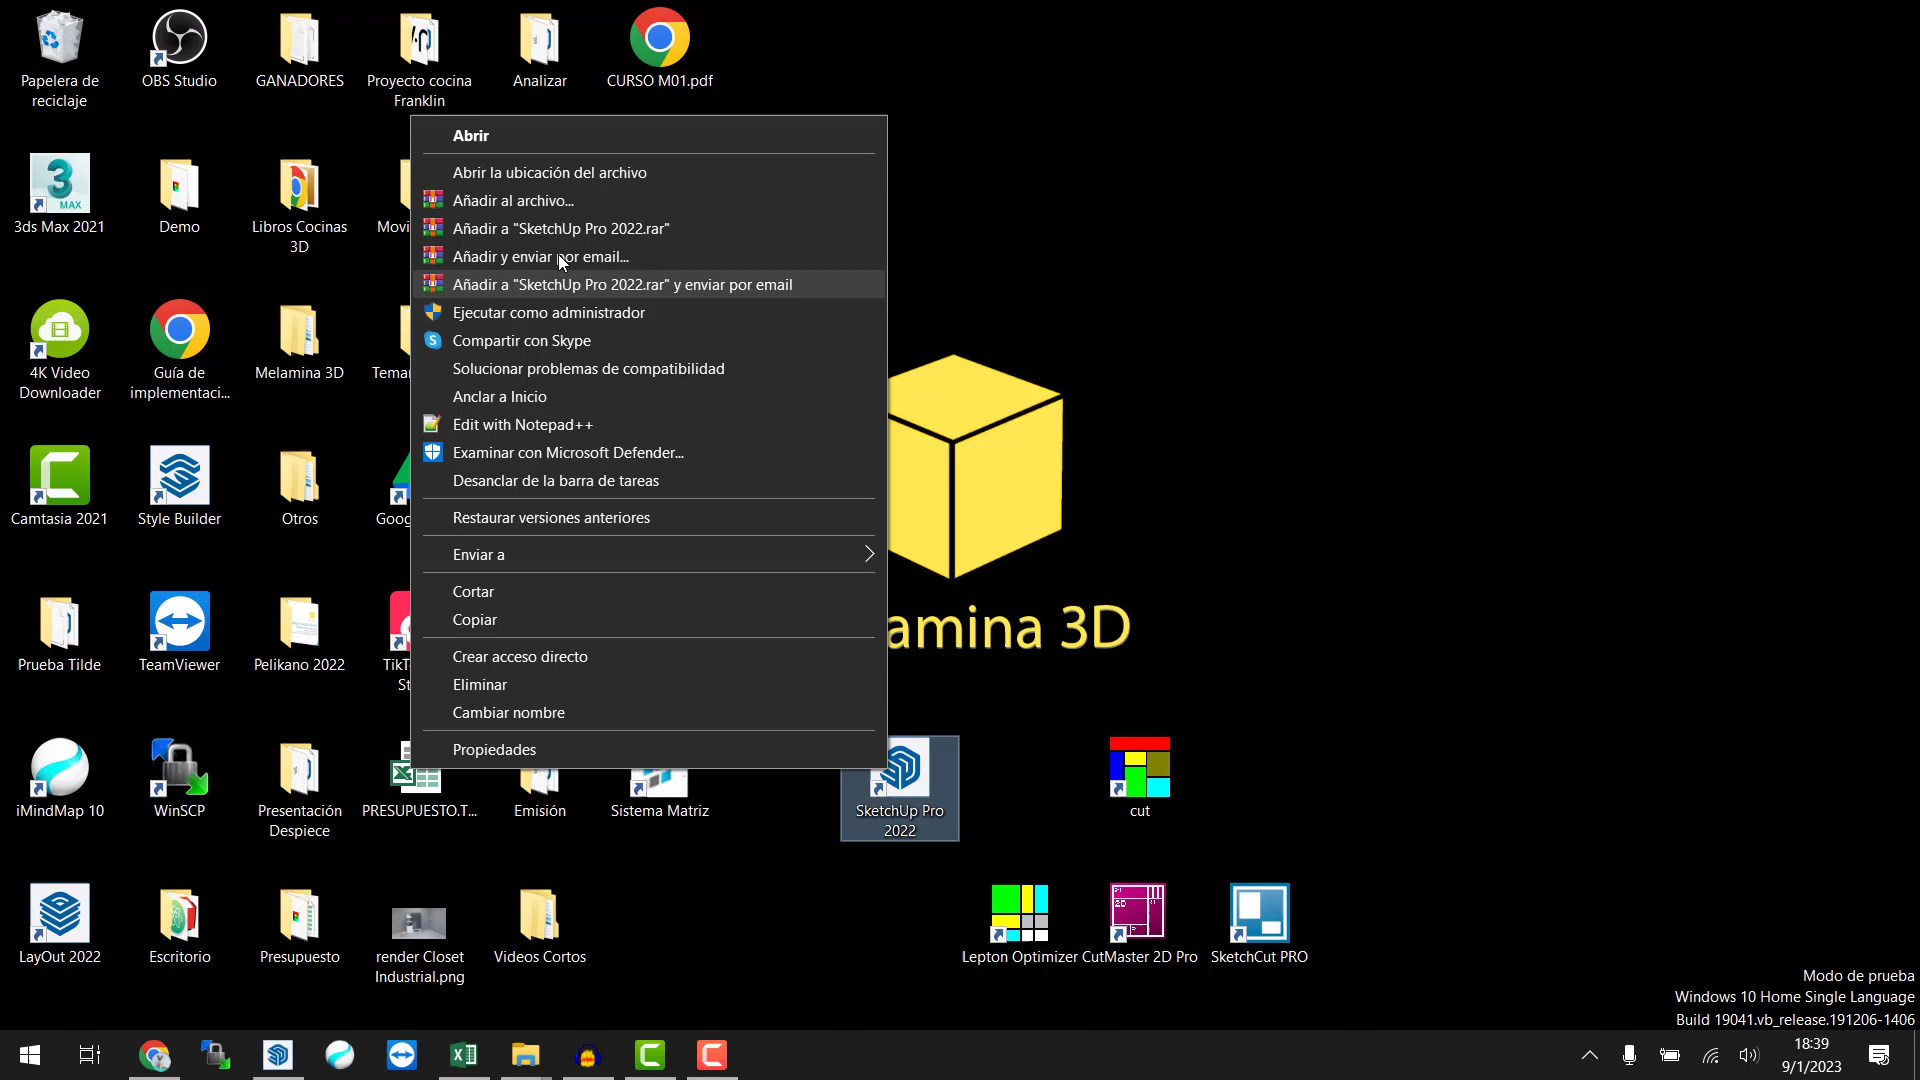 Papelera de
reciclaje
OBS Studio
GANADORES
Proyecto cocina
Franklin
Analizar
CURSO M01.pdf
3ds Max 2021
Demo
Libros Cocinas
3D
Movi
4K Video
Downloader
Guía de
implementaci...
Melamina 3D
Temar
Camtasia 2021
Style Builder
Otros
Goog
Prueba Tilde
TeamViewer
Pelikano 2022
TikT
St
iMindMap 10
WinSCP
Presentación
Despiece
PRESUPUESTO.T...
Emisión
Sistema Matriz
SketchUp Pro
2022
cut
LayOut 2022
Escritorio
Presupuesto
render Closet
Industrial.png
Videos Cortos
Lepton Optimizer
CutMaster 2D Pro
SketchCut PRO
Abrir
Abrir la ubicación del archivo
Añadir al archivo...
Añadir a "SketchUp Pro 2022.rar"
Añadir y enviar por email...
Añadir a "SketchUp Pro 2022.rar" y enviar por email
Ejecutar como administrador
Compartir con Skype
Solucionar problemas de compatibilidad
Anclar a Inicio
Edit with Notepad++
Examinar con Microsoft Defender...
Desanclar de la barra de tareas
Restaurar versiones anteriores
Enviar a
Cortar
Copiar
Crear acceso directo
Eliminar
Cambiar nombre
Propiedades
amina 3D
Modo de prueba
Windows 10 Home Single Language
Build 19041.vb_release.191206-1406
18:39
9/1/2023